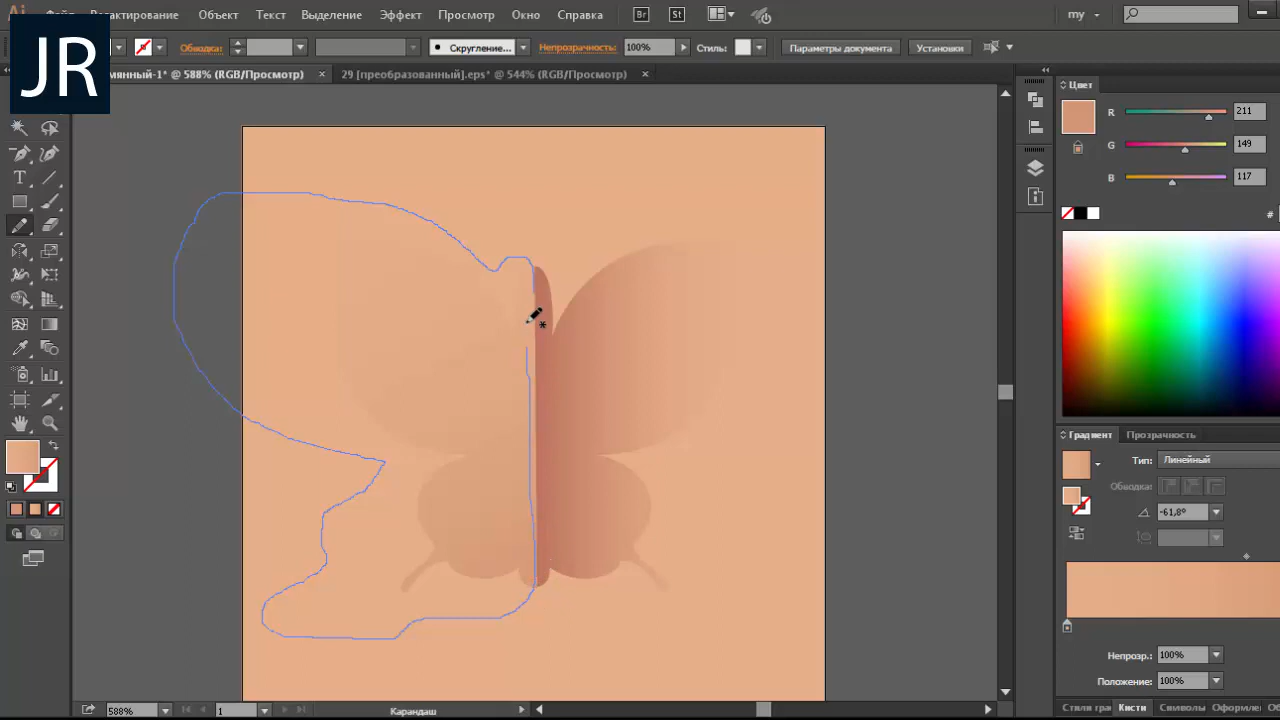 Ai Файл Редактирование Объект Текст Выделение Эффект Просмотр Окно Справка Br St my
JR
Обводка: Скругление... Непрозрачность: 100% Стиль: Параметры документа Установки
мянный-1* @ 588% (RGB/Просмотр) × 29 [преобразованный].eps* @ 544% (RGB/Просмотр) ×
Цвет
R 211
G 149
B 117
#
Градиент Прозрачность
Тип: Линейный
Обводка:
-61,8°
Непрозр.: 100%
Положение: 100%
Стили Кисти Символы
588% 1 Карандаш